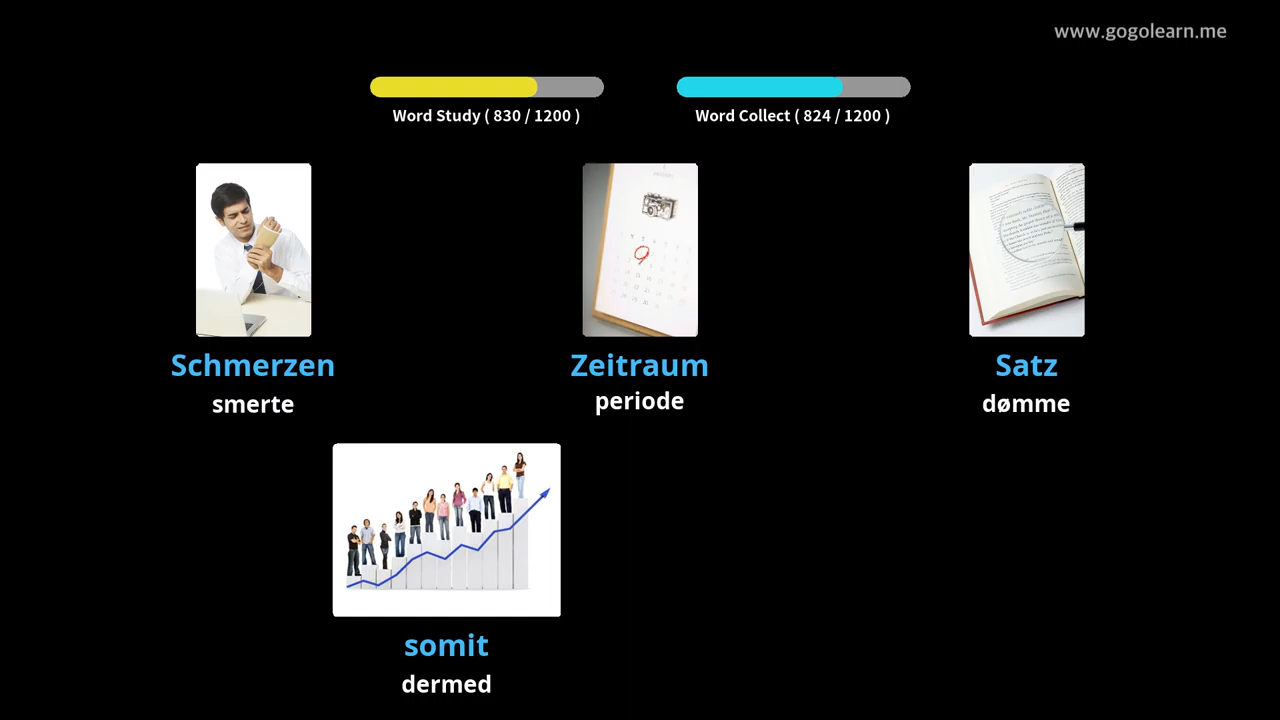 www.gogolearn.me
Word Study ( 830 / 1200 )
Word Collect ( 824 / 1200 )
Schmerzen
smerte
Zeitraum
periode
Satz
dømme
somit
dermed